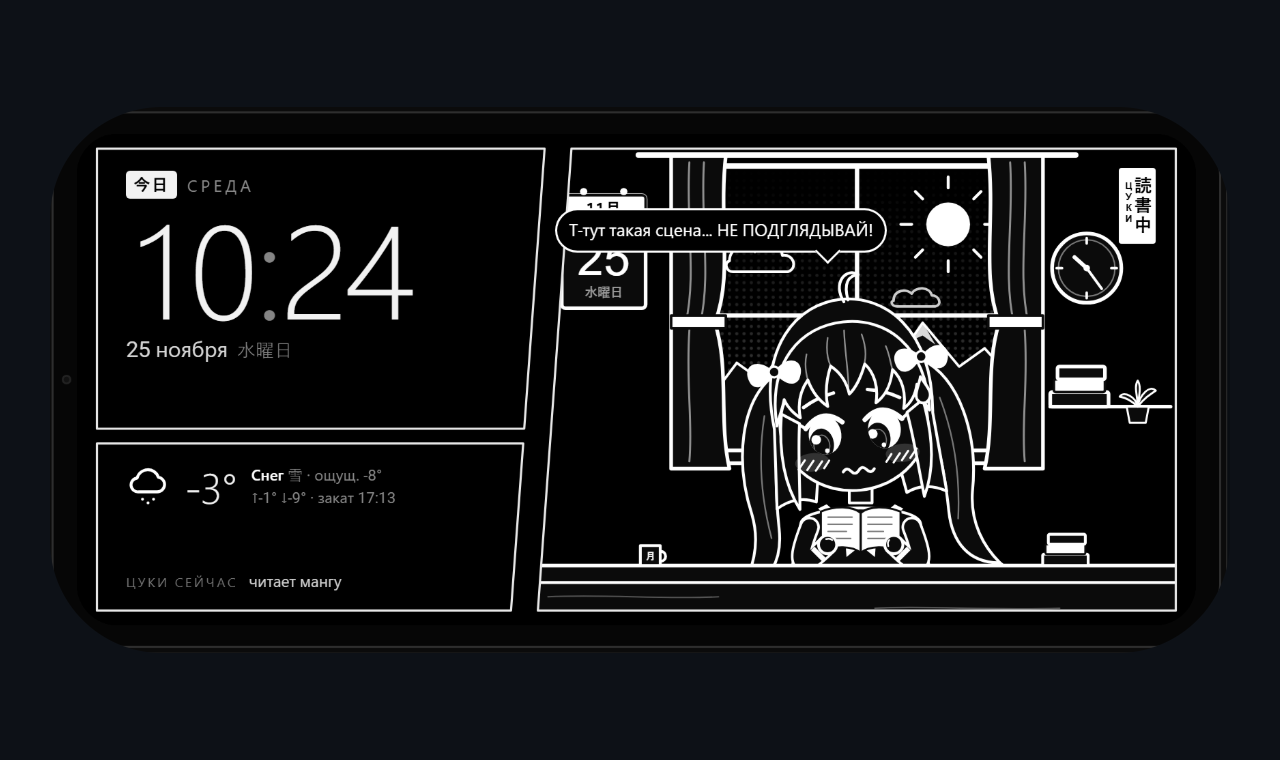 今日 СРЕДА
10:24
25 ноября 水曜日
-3°
Снег 雪 · ощущ. -8°
↑-1° ↓-9° · закат 17:13
ЦУКИ СЕЙЧАС читает мангу
11月
Т-тут такая сцена... НЕ ПОДГЛЯДЫВАЙ!
25
水曜日
読書中
ЦУКИ
月